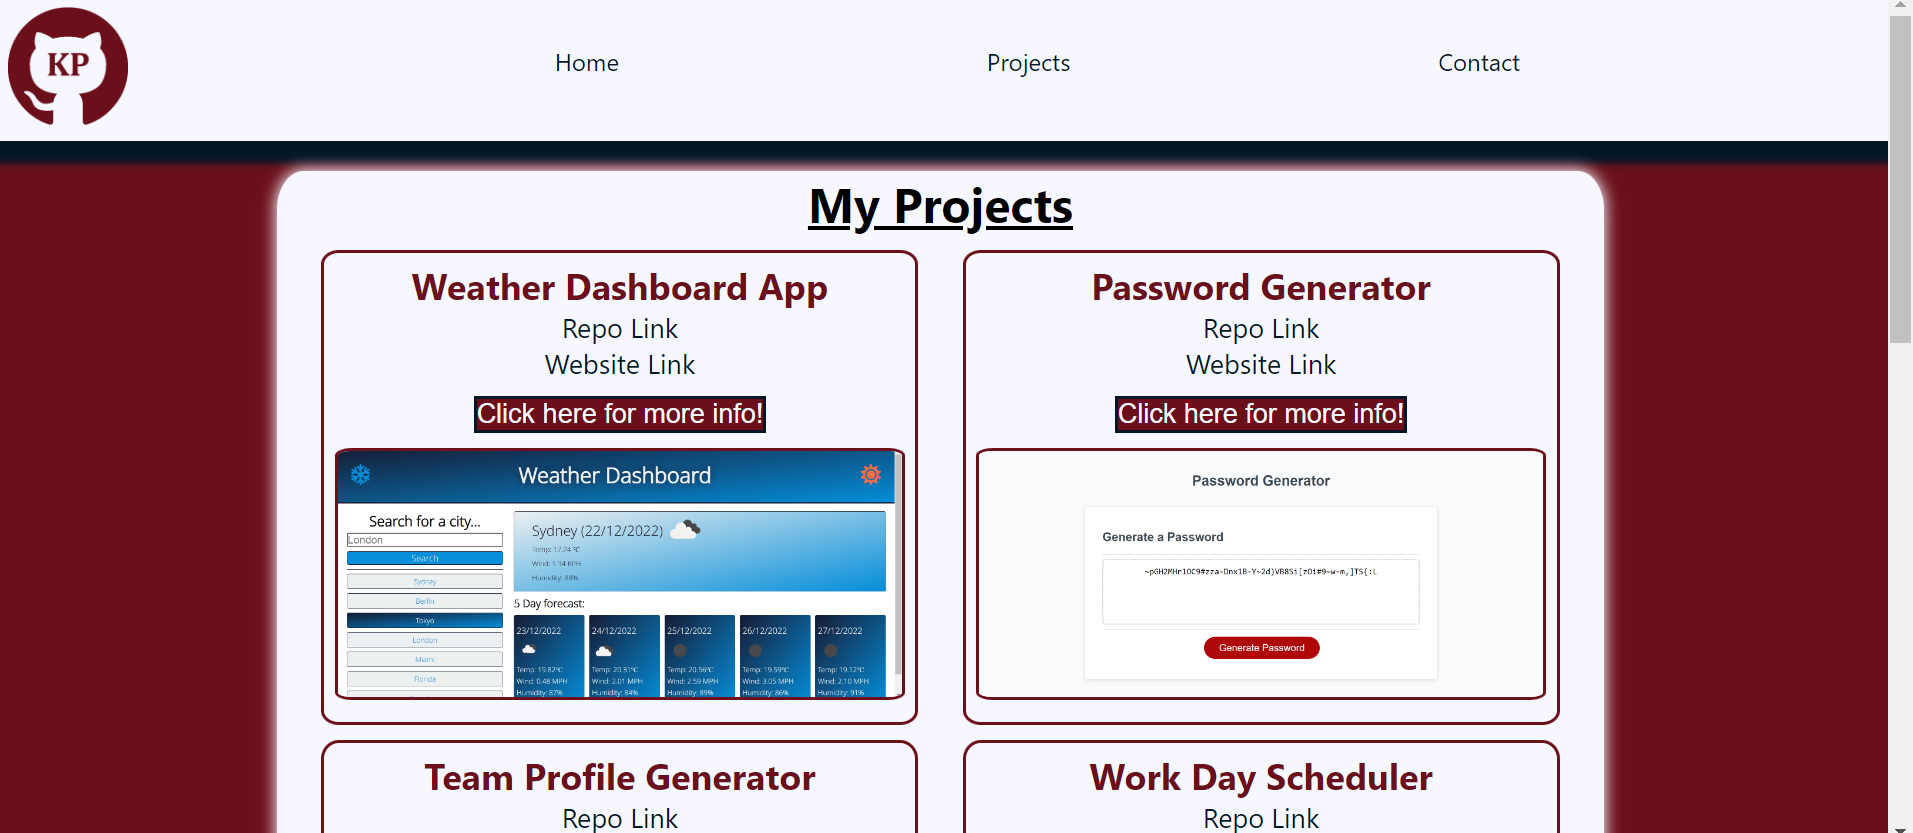 KP
Home
Projects
Contact
My Projects
Weather Dashboard App
Repo Link
Website Link
Click here for more info!
Weather Dashboard
Search for a city...
London
Search
Sydney
Berlin
Tokyo
London
Miami
Florida
Sydney (22/12/2022)
Temp: 17.24 °C
Wind: 1.34 KPH
Humidity: 88%
5 Day forecast:
23/12/2022
Temp: 19.82°C
Wind: 0.48 MPH
Humidity: 87%
24/12/2022
Temp: 20.31°C
Wind: 2.01 MPH
Humidity: 84%
25/12/2022
Temp: 20.56°C
Wind: 2.59 MPH
Humidity: 89%
26/12/2022
Temp: 19.59°C
Wind: 3.05 MPH
Humidity: 86%
27/12/2022
Temp: 19.12°C
Wind: 2.10 MPH
Humidity: 91%
Password Generator
Repo Link
Website Link
Click here for more info!
Password Generator
Generate a Password
~pGH2MHr1OC9#zza-Dnx1B-Y~2d)VB8Si[zOi#9~w-m,]TS{:L
Generate Password
Team Profile Generator
Repo Link
Work Day Scheduler
Repo Link